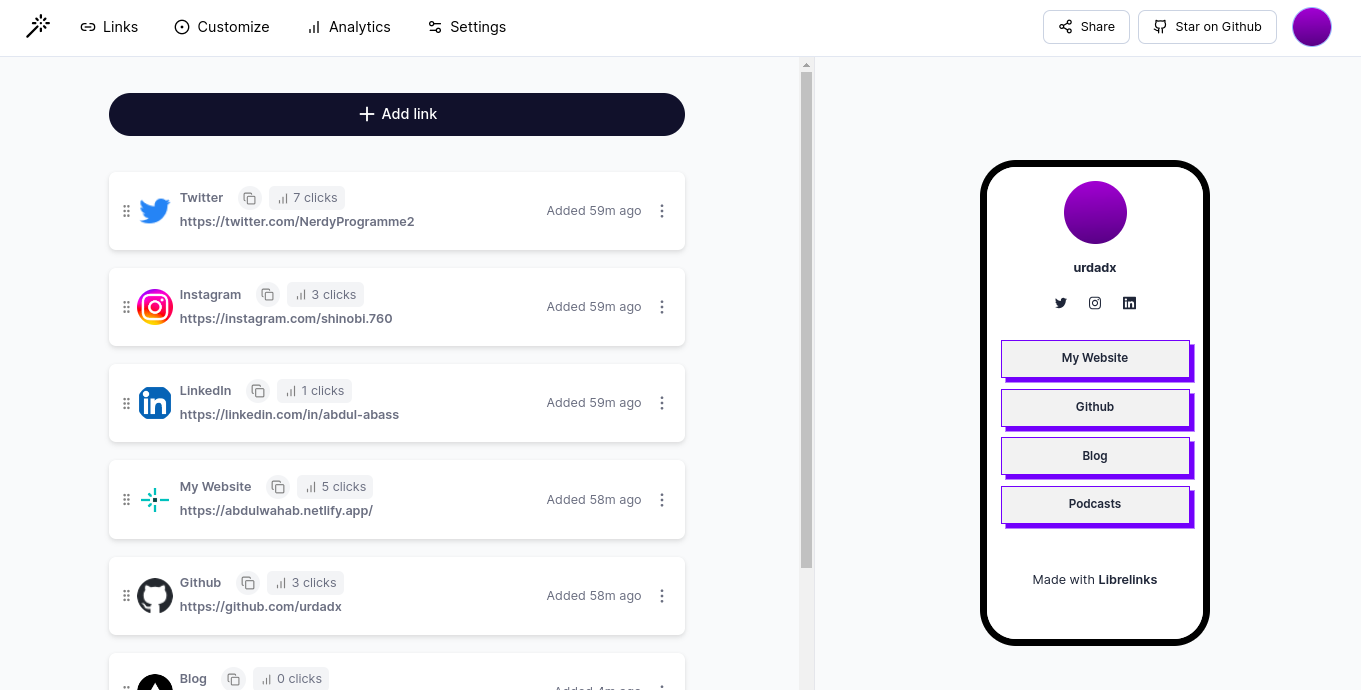 Links
Customize
Analytics
Settings
Share
Star on Github
Add link
Twitter 7 clicks
https://twitter.com/NerdyProgramme2
Added 59m ago
Instagram 3 clicks
https://instagram.com/shinobi.760
Added 59m ago
LinkedIn 1 clicks
https://linkedin.com/in/abdul-abass
Added 59m ago
My Website 5 clicks
https://abdulwahab.netlify.app/
Added 58m ago
Github 3 clicks
https://github.com/urdadx
Added 58m ago
Blog 0 clicks
Added 4m ago
urdadx
My Website
Github
Blog
Podcasts
Made with Librelinks